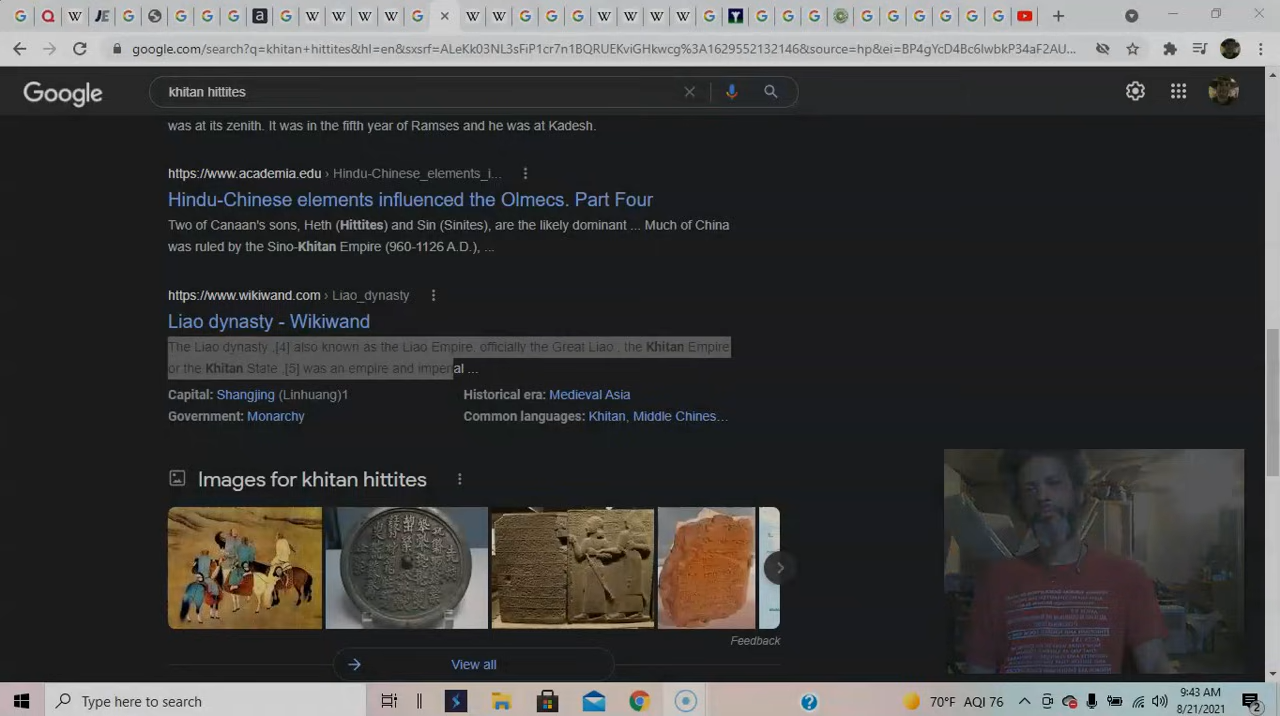 google.com/search?q=khitan+hittites&hl=en&sxsrf=ALeKk03NL3sFiP1cr7n1BQRUEKviGHkwcg%3A1629552132146&source=hp&ei=BP4gYcD4Bc6lwbkP34aF2AU...
Google
khitan hittites
was at its zenith. It was in the fifth year of Ramses and he was at Kadesh.
https://www.academia.edu › Hindu-Chinese_elements_i...
Hindu-Chinese elements influenced the Olmecs. Part Four
Two of Canaan's sons, Heth (Hittites) and Sin (Sinites), are the likely dominant ... Much of China
was ruled by the Sino-Khitan Empire (960-1126 A.D.), ...
https://www.wikiwand.com › Liao_dynasty
Liao dynasty - Wikiwand
The Liao dynasty .[4] also known as the Liao Empire, officially the Great Liao , the Khitan Empire
or the Khitan State .[5] was an empire and imperial ...
Capital: Shangjing (Linhuang)1
Historical era: Medieval Asia
Government: Monarchy
Common languages: Khitan, Middle Chines...
Images for khitan hittites
Feedback
View all
Type here to search
70°F AQI 76
9:43 AM
8/21/2021
2